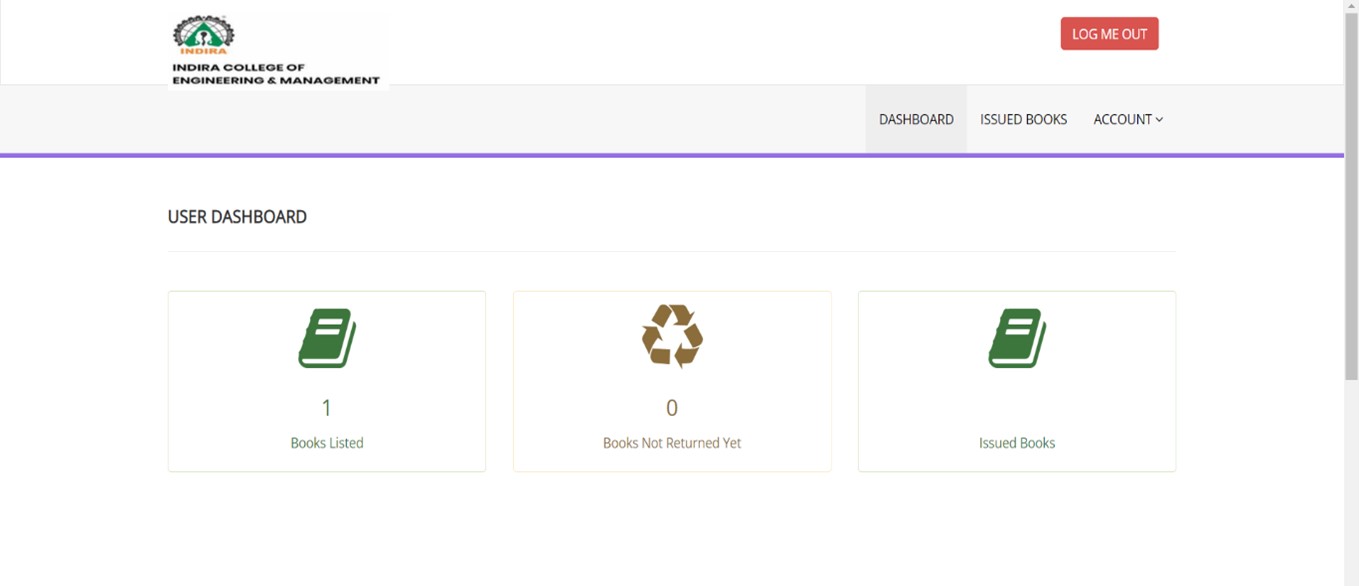 INDIRA
INDIRA COLLEGE OF
ENGINEERING & MANAGEMENT
LOG ME OUT
DASHBOARD ISSUED BOOKS ACCOUNT
USER DASHBOARD
1
Books Listed
0
Books Not Returned Yet
Issued Books